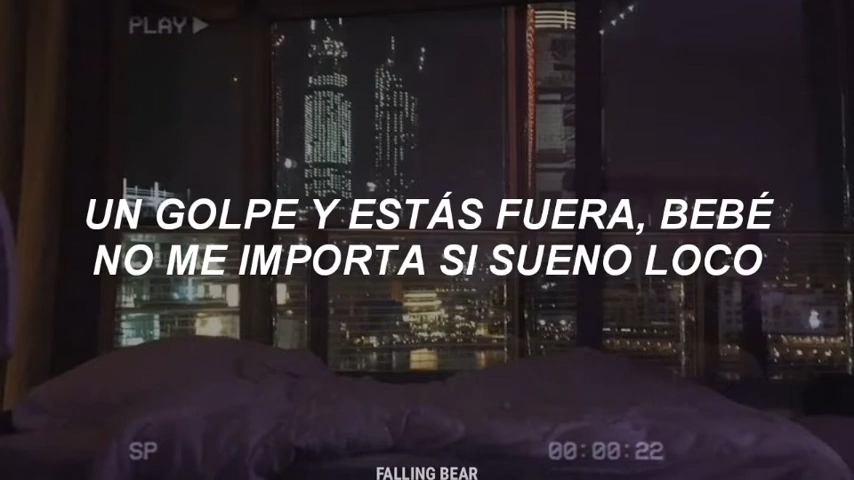 PLAY
UN GOLPE Y ESTÁS FUERA, BEBÉ
NO ME IMPORTA SI SUENO LOCO
SP
00:00:22
FALLING BEAR